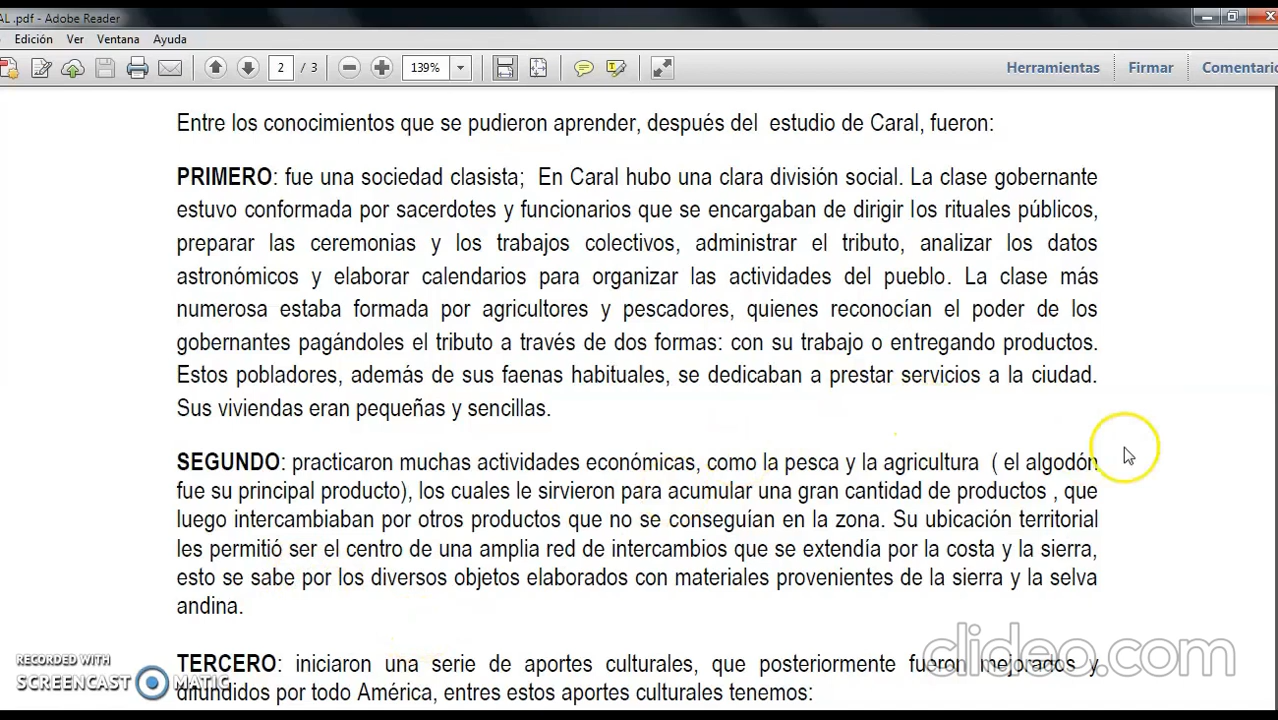 AL .pdf - Adobe Reader
Edición Ver Ventana Ayuda
2 / 3 139% Herramientas Firmar Comentario
Entre los conocimientos que se pudieron aprender, después del estudio de Caral, fueron:
PRIMERO: fue una sociedad clasista; En Caral hubo una clara división social. La clase gobernante
estuvo conformada por sacerdotes y funcionarios que se encargaban de dirigir los rituales públicos,
preparar las ceremonias y los trabajos colectivos, administrar el tributo, analizar los datos
astronómicos y elaborar calendarios para organizar las actividades del pueblo. La clase más
numerosa estaba formada por agricultores y pescadores, quienes reconocían el poder de los
gobernantes pagándoles el tributo a través de dos formas: con su trabajo o entregando productos.
Estos pobladores, además de sus faenas habituales, se dedicaban a prestar servicios a la ciudad.
Sus viviendas eran pequeñas y sencillas.
SEGUNDO: practicaron muchas actividades económicas, como la pesca y la agricultura ( el algodón
fue su principal producto), los cuales le sirvieron para acumular una gran cantidad de productos , que
luego intercambiaban por otros productos que no se conseguían en la zona. Su ubicación territorial
les permitió ser el centro de una amplia red de intercambios que se extendía por la costa y la sierra,
esto se sabe por los diversos objetos elaborados con materiales provenientes de la sierra y la selva
andina.
TERCERO: iniciaron una serie de aportes culturales, que posteriormente fueron mejorados y
difundidos por todo América, entres estos aportes culturales tenemos:
RECORDED WITH
SCREENCAST MATIC
clideo.com